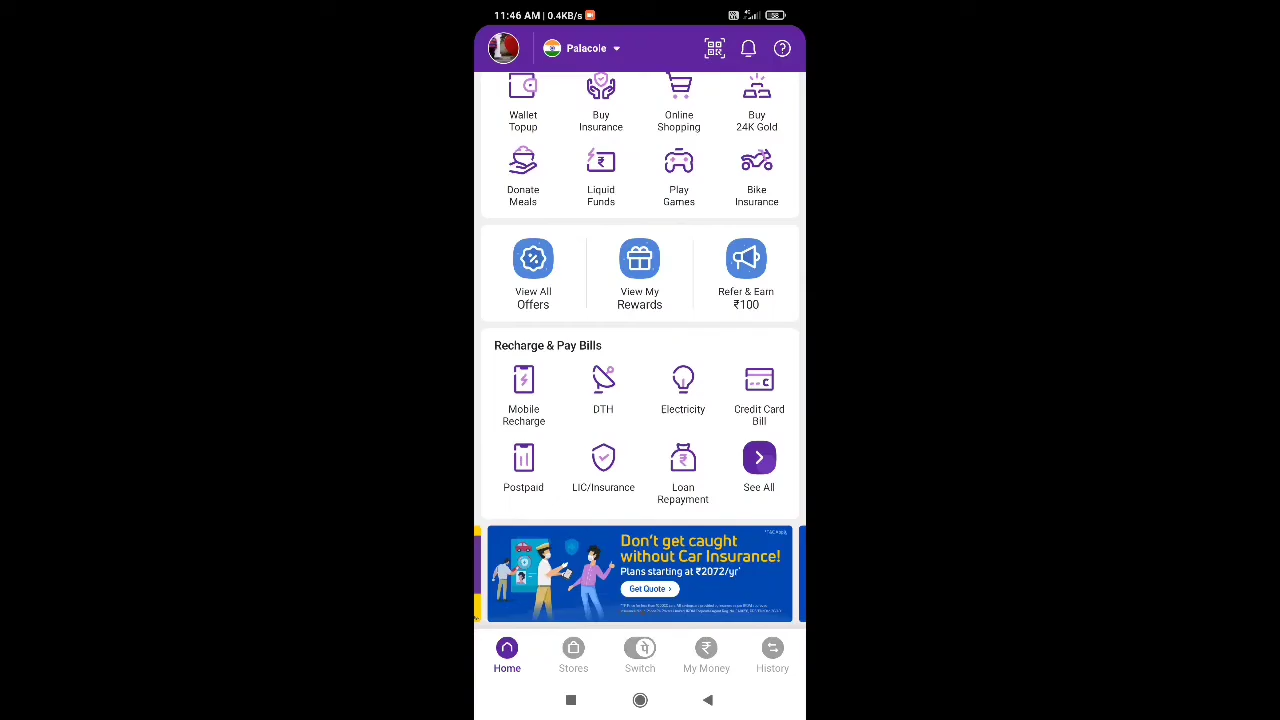 11:46 AM | 0.4KB/s
4G
58
Palacole
Wallet Topup
Buy Insurance
Online Shopping
Buy 24K Gold
Donate Meals
Liquid Funds
Play Games
Bike Insurance
View All Offers
View My Rewards
Refer & Earn ₹100
Recharge & Pay Bills
Mobile Recharge
DTH
Electricity
Credit Card Bill
Postpaid
LIC/Insurance
Loan Repayment
See All
Don't get caught
without Car Insurance!
Plans starting at ₹2072/yr*
Get Quote ›
Home
Stores
Switch
My Money
History